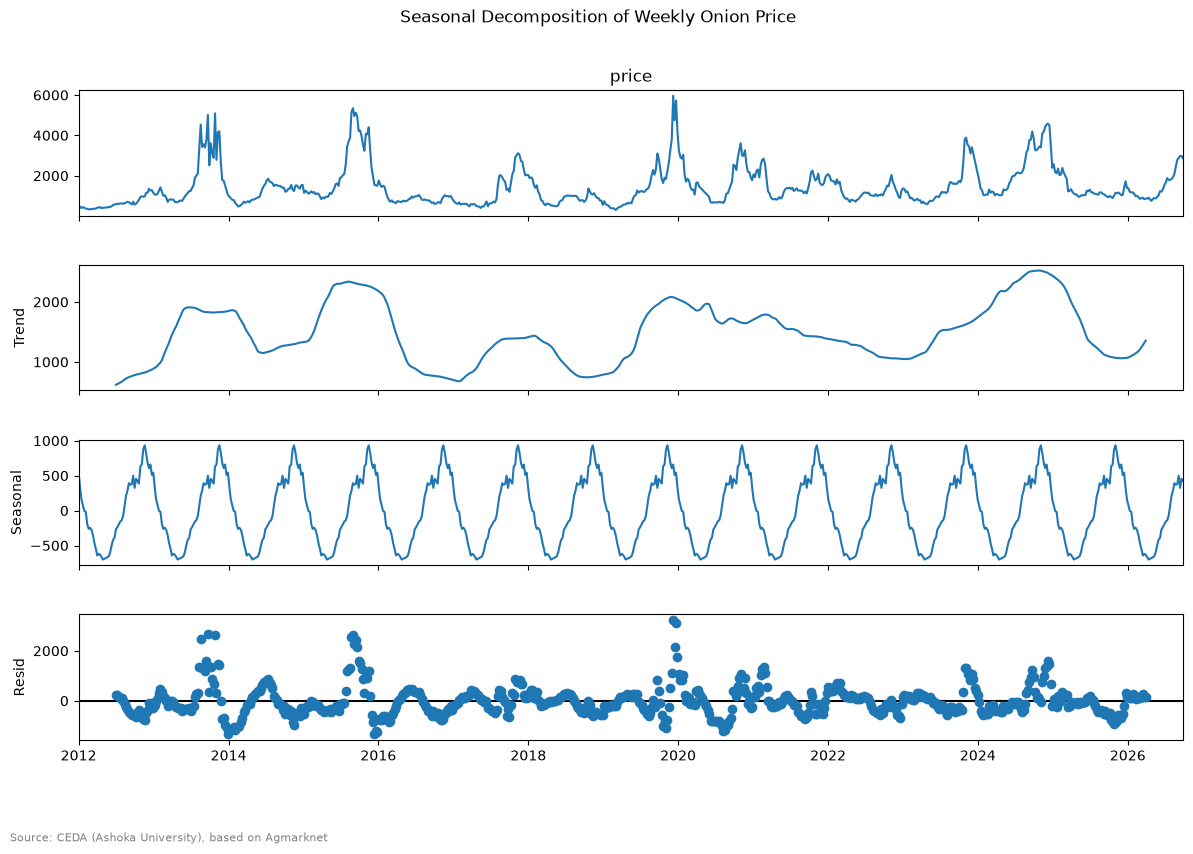 Seasonal Decomposition of Weekly Onion Price
price
6000
4000
2000
Trend
2000
1000
Seasonal
1000
500
0
−500
Resid
2000
0
2012 2014 2016 2018 2020 2022 2024 2026
Source: CEDA (Ashoka University), based on Agmarknet